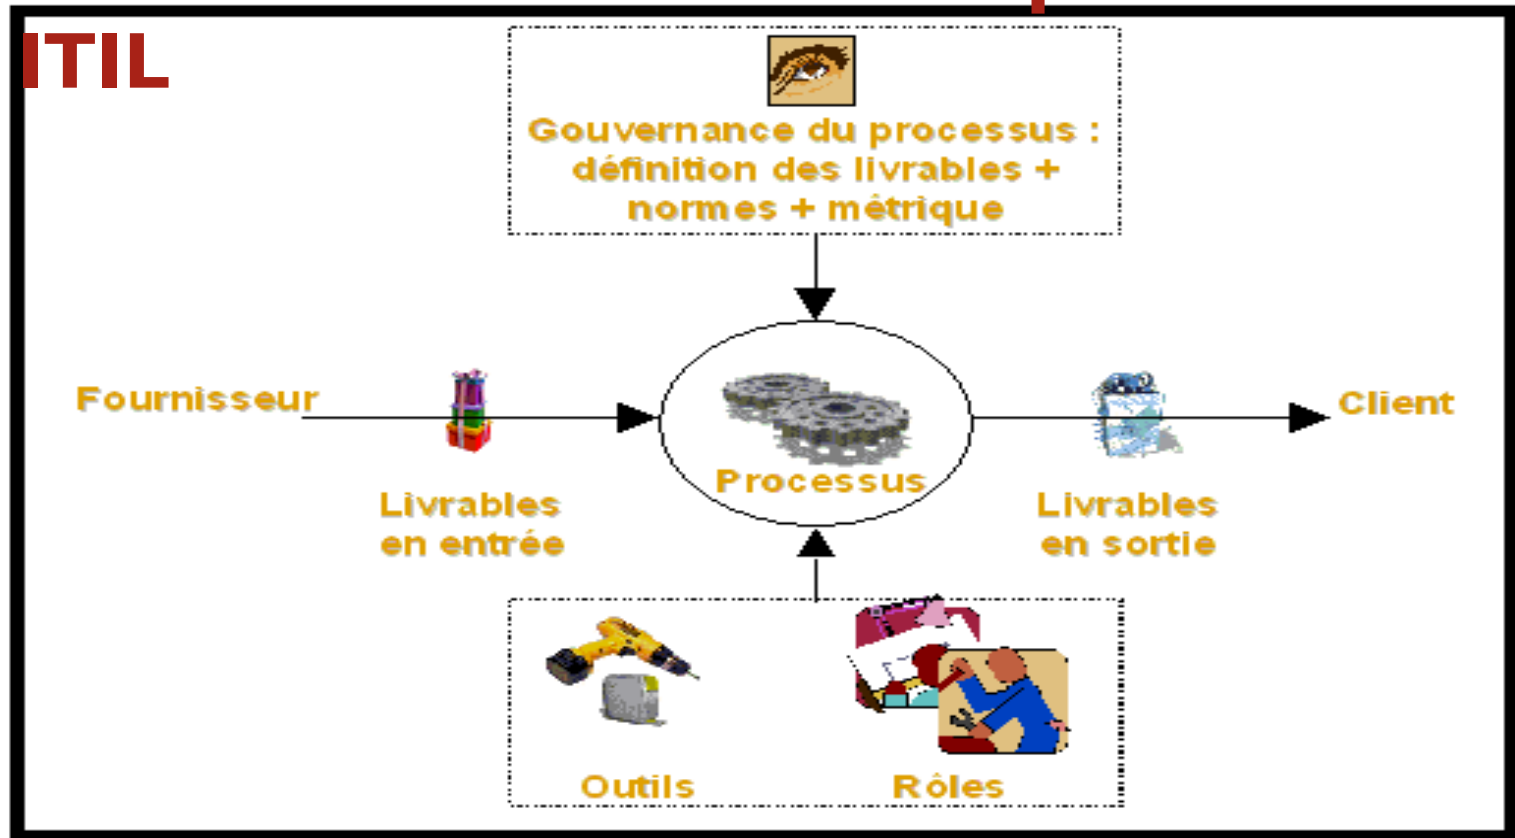 ITIL
Gouvernance du processus :
définition des livrables +
normes + métrique
Fournisseur
Client
Processus
Livrables
en entrée
Livrables
en sortie
Outils
Rôles